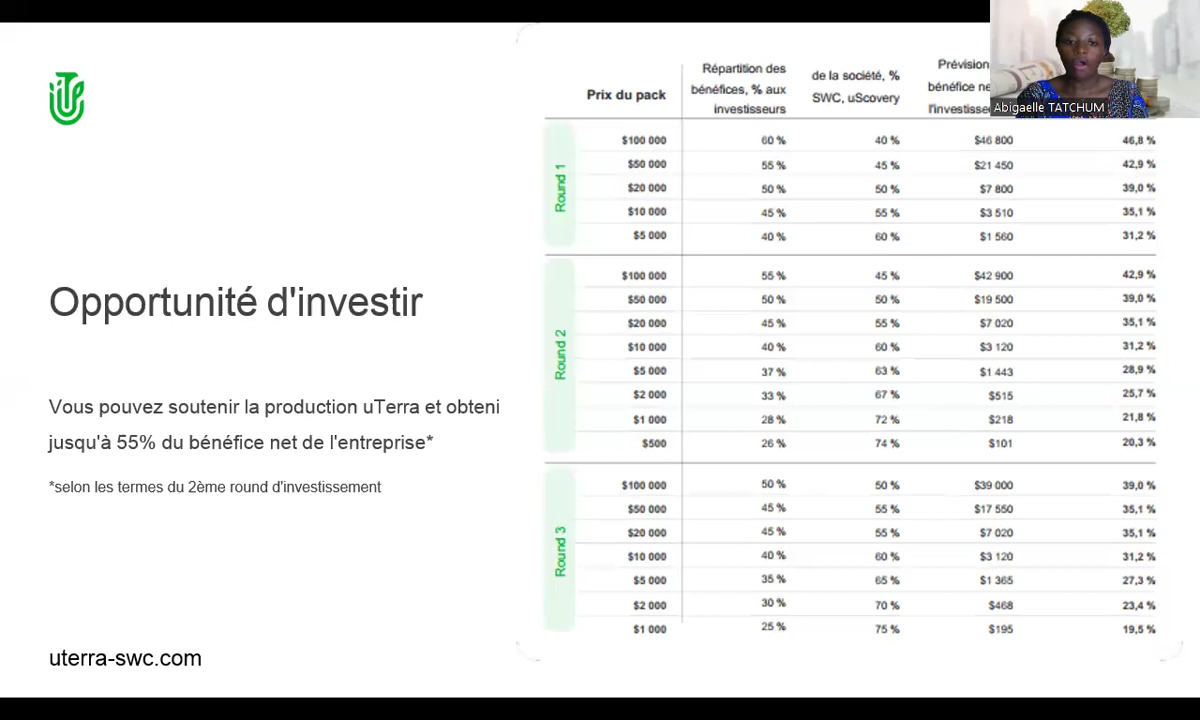 Abigaelle TATCHUM
Prix du pack
Répartition des
bénéfices, % aux
investisseurs
de la société, %
SWC, uScovery
Prévision
bénéfice ne
l'investisse
Round 1
$100 000 60 % 40 % $46 800 46,8 %
$50 000 55 % 45 % $21 450 42,9 %
$20 000 50 % 50 % $7 800 39,0 %
$10 000 45 % 55 % $3 510 35,1 %
$5 000 40 % 60 % $1 560 31,2 %
Round 2
$100 000 55 % 45 % $42 900 42,9 %
$50 000 50 % 50 % $19 500 39,0 %
$20 000 45 % 55 % $7 020 35,1 %
$10 000 40 % 60 % $3 120 31,2 %
$5 000 37 % 63 % $1 443 28,9 %
$2 000 33 % 67 % $515 25,7 %
$1 000 28 % 72 % $218 21,8 %
$500 26 % 74 % $101 20,3 %
Round 3
$100 000 50 % 50 % $39 000 39,0 %
$50 000 45 % 55 % $17 550 35,1 %
$20 000 45 % 55 % $7 020 35,1 %
$10 000 40 % 60 % $3 120 31,2 %
$5 000 35 % 65 % $1 365 27,3 %
$2 000 30 % 70 % $468 23,4 %
$1 000 25 % 75 % $195 19,5 %
Opportunité d'investir
Vous pouvez soutenir la production uTerra et obteni
jusqu'à 55% du bénéfice net de l'entreprise*
*selon les termes du 2ème round d'investissement
uterra-swc.com